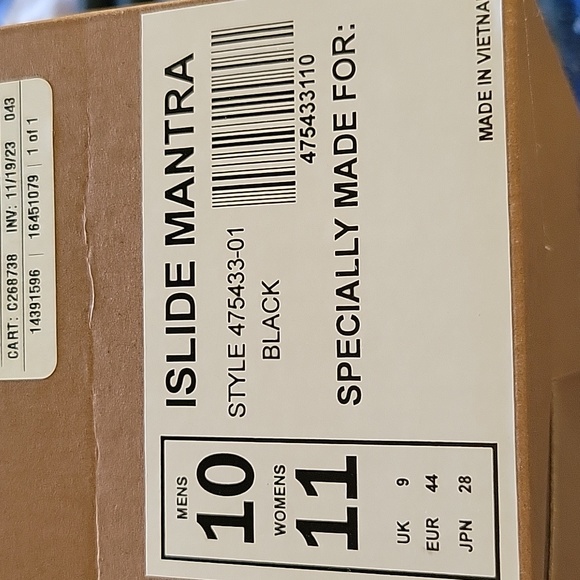 CART: C268738 INV: 11/19/23 043
14391596 | 16451079 | 1 of 1
ISLIDE MANTRA
STYLE 475433-01
BLACK
475433110
SPECIALLY MADE FOR:
MADE IN VIETNA
MENS
10
WOMENS
11
UK 9
EUR 44
JPN 28